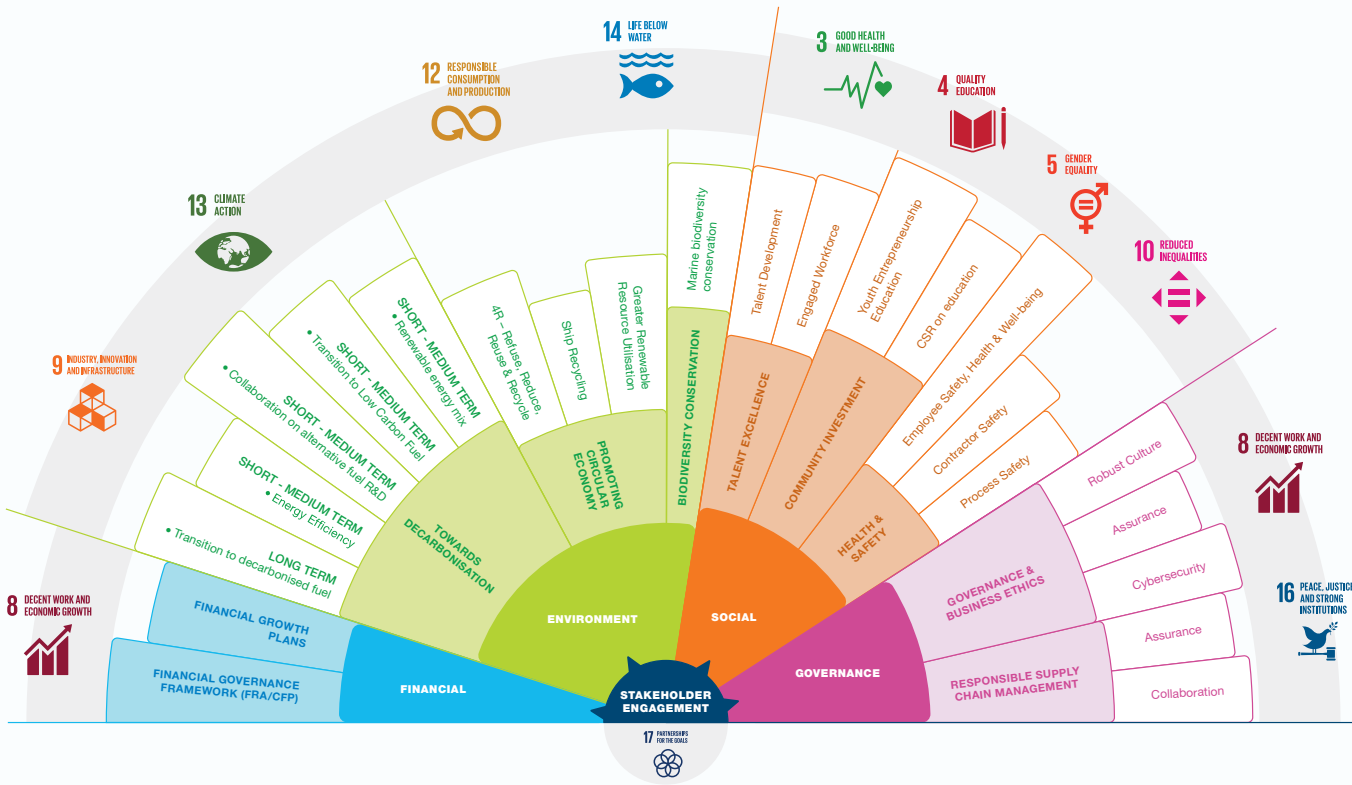 14 LIFE BELOW
WATER
3 GOOD HEALTH
AND WELL-BEING
12 RESPONSIBLE
CONSUMPTION
AND PRODUCTION
4 QUALITY
EDUCATION
5 GENDER
EQUALITY
13 CLIMATE
ACTION
10 REDUCED
INEQUALITIES
9 INDUSTRY, INNOVATION
AND INFRASTRUCTURE
8 DECENT WORK AND
ECONOMIC GROWTH
8 DECENT WORK AND
ECONOMIC GROWTH
16 PEACE, JUSTICE
AND STRONG
INSTITUTIONS
FINANCIAL GOVERNANCE
FRAMEWORK (FRA/CFP)
FINANCIAL GROWTH
PLANS
FINANCIAL
LONG TERM
• Transition to decarbonised fuel
SHORT - MEDIUM TERM
• Energy Efficiency
SHORT - MEDIUM TERM
• Collaboration on alternative fuel R&D
SHORT - MEDIUM TERM
• Transition to Low Carbon Fuel
SHORT - MEDIUM TERM
• Renewable energy mix
TOWARDS
DECARBONISATION
4R – Refuse, Reduce,
Reuse & Recycle
Ship Recycling
Greater Renewable
Resource Utilisation
PROMOTING
CIRCULAR
ECONOMY
Marine biodiversity
conservation
BIODIVERSITY CONSERVATION
ENVIRONMENT
Talent Development
Engaged Workforce
TALENT EXCELLENCE
Youth Entrepreneurship
Education
CSR on education
COMMUNITY INVESTMENT
Employee Safety, Health & Well-being
Contractor Safety
Process Safety
HEALTH &
SAFETY
SOCIAL
Robust Culture
Assurance
Cybersecurity
GOVERNANCE &
BUSINESS ETHICS
Assurance
Collaboration
RESPONSIBLE SUPPLY
CHAIN MANAGEMENT
GOVERNANCE
STAKEHOLDER
ENGAGEMENT
17 PARTNERSHIPS
FOR THE GOALS